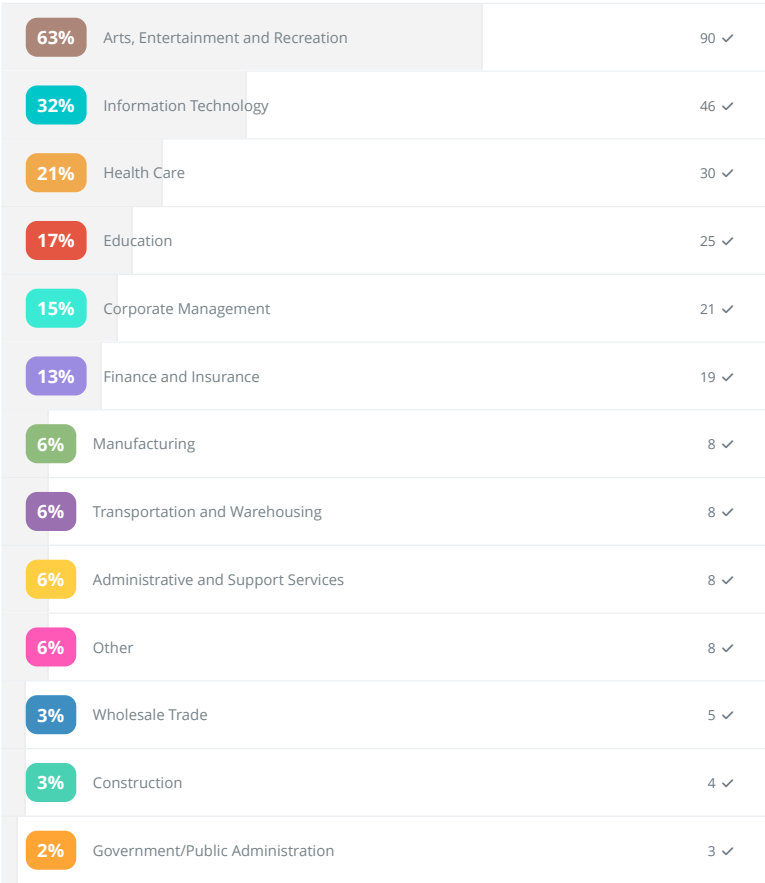 63% Arts, Entertainment and Recreation 90
32% Information Technology 46
21% Health Care 30
17% Education 25
15% Corporate Management 21
13% Finance and Insurance 19
6% Manufacturing 8
6% Transportation and Warehousing 8
6% Administrative and Support Services 8
6% Other 8
3% Wholesale Trade 5
3% Construction 4
2% Government/Public Administration 3